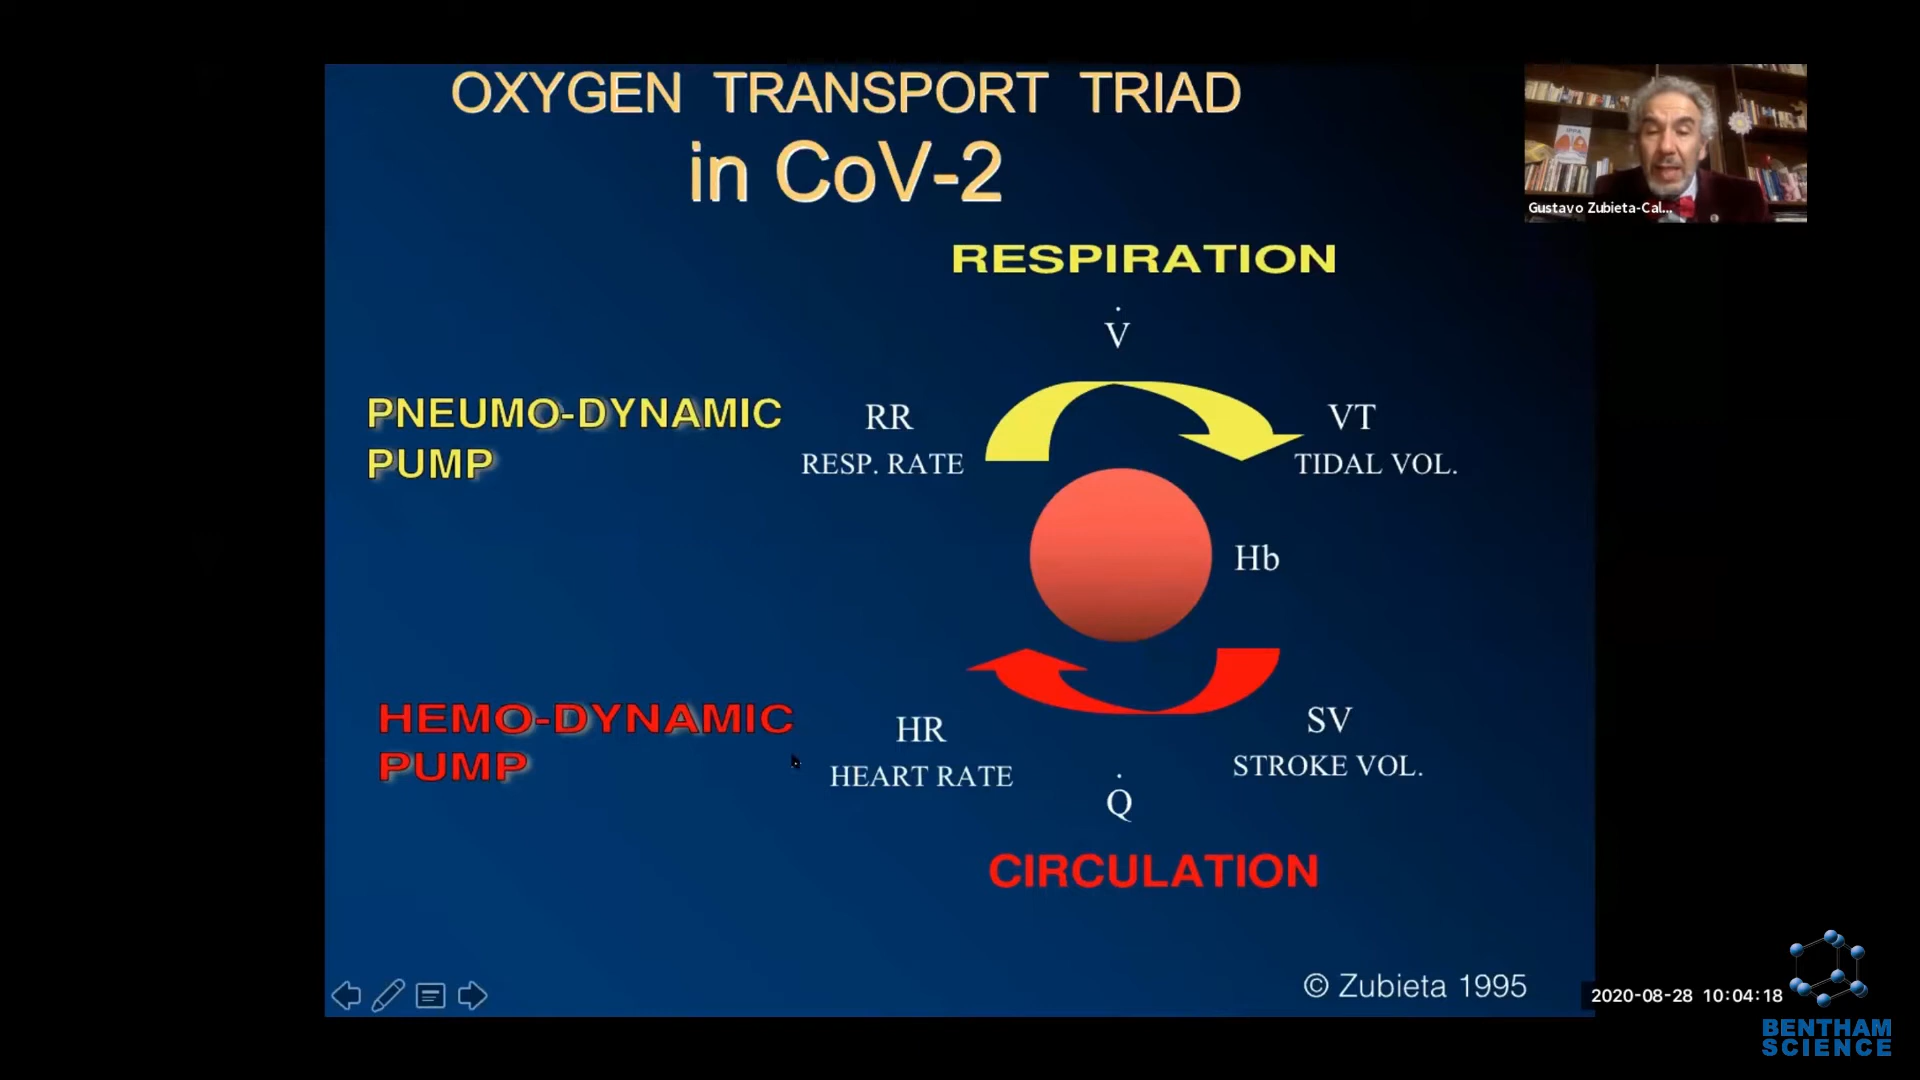 OXYGEN TRANSPORT TRIAD
in CoV-2
Gustavo Zubieta-Cal...
RESPIRATION
V̇
PNEUMO-DYNAMIC
PUMP
RR
RESP. RATE
VT
TIDAL VOL.
Hb
HEMO-DYNAMIC
PUMP
HR
HEART RATE
SV
STROKE VOL.
Q̇
CIRCULATION
© Zubieta 1995
2020-08-28 10:04:18
BENTHAM
SCIENCE